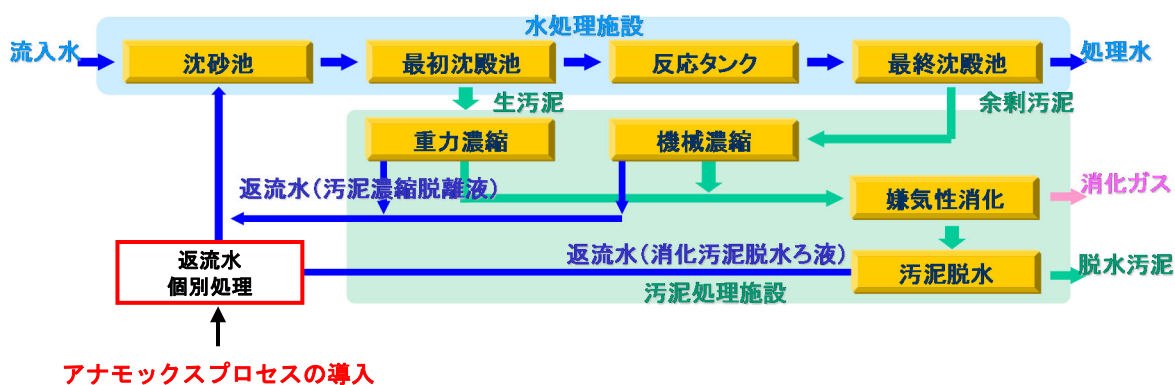 水処理施設
流入水
沈砂池
最初沈殿池
反応タンク
最終沈殿池
処理水
生汚泥
余剰汚泥
重力濃縮
機械濃縮
返流水(汚泥濃縮脱離液)
嫌気性消化
消化ガス
返流水
個別処理
返流水(消化汚泥脱水ろ液)
汚泥脱水
脱水汚泥
汚泥処理施設
アナモックスプロセスの導入